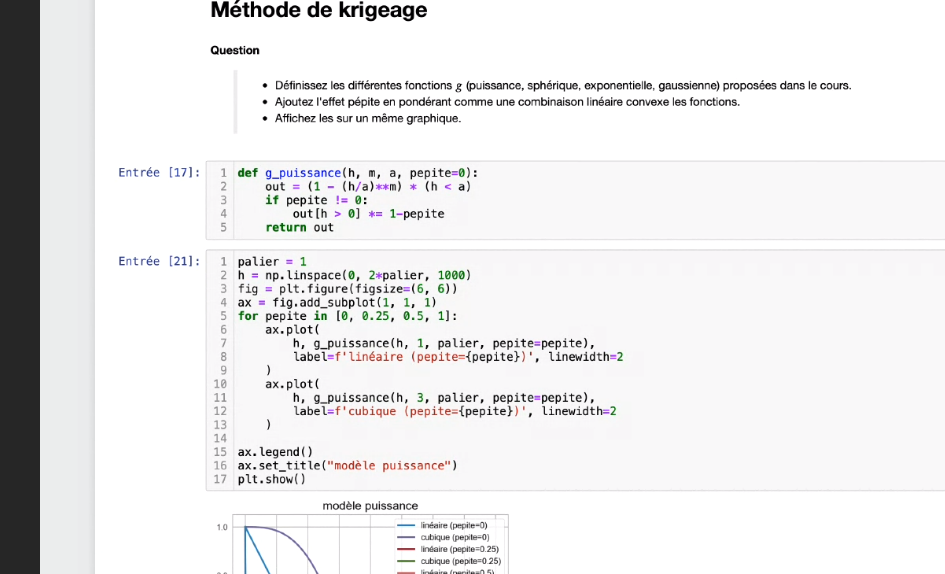 Méthode de krigeage
Question
• Définissez les différentes fonctions g (puissance, sphérique, exponentielle, gaussienne) proposées dans le cours.
• Ajoutez l'effet pépite en pondérant comme une combinaison linéaire convexe les fonctions.
• Affichez les sur un même graphique.
Entrée [17]:
1 def g_puissance(h, m, a, pepite=0):
2     out = (1 - (h/a)**m) * (h < a)
3     if pepite != 0:
4         out[h > 0] *= 1-pepite
5     return out
Entrée [21]:
1 palier = 1
2 h = np.linspace(0, 2*palier, 1000)
3 fig = plt.figure(figsize=(6, 6))
4 ax = fig.add_subplot(1, 1, 1)
5 for pepite in [0, 0.25, 0.5, 1]:
6     ax.plot(
7         h, g_puissance(h, 1, palier, pepite=pepite),
8         label=f'linéaire (pepite={pepite})', linewidth=2
9     )
10     ax.plot(
11         h, g_puissance(h, 3, palier, pepite=pepite),
12         label=f'cubique (pepite={pepite})', linewidth=2
13     )
14
15 ax.legend()
16 ax.set_title("modèle puissance")
17 plt.show()
modèle puissance
1.0
linéaire (pepite=0)
cubique (pepite=0)
linéaire (pepite=0.25)
cubique (pepite=0.25)
linéaire (pepite=0.5)